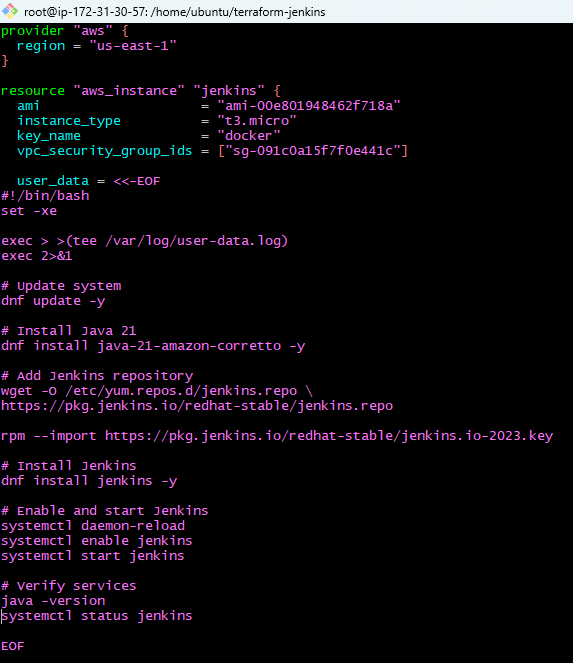 root@ip-172-31-30-57: /home/ubuntu/terraform-jenkins
provider "aws" {
  region = "us-east-1"
}

resource "aws_instance" "jenkins" {
  ami                    = "ami-00e801948462f718a"
  instance_type          = "t3.micro"
  key_name               = "docker"
  vpc_security_group_ids = ["sg-091c0a15f7f0e441c"]

  user_data = <<-EOF
#!/bin/bash
set -xe

exec > >(tee /var/log/user-data.log)
exec 2>&1

# Update system
dnf update -y

# Install Java 21
dnf install java-21-amazon-corretto -y

# Add Jenkins repository
wget -O /etc/yum.repos.d/jenkins.repo \
https://pkg.jenkins.io/redhat-stable/jenkins.repo

rpm --import https://pkg.jenkins.io/redhat-stable/jenkins.io-2023.key

# Install Jenkins
dnf install jenkins -y

# Enable and start Jenkins
systemctl daemon-reload
systemctl enable jenkins
systemctl start jenkins

# Verify services
java -version
systemctl status jenkins

EOF